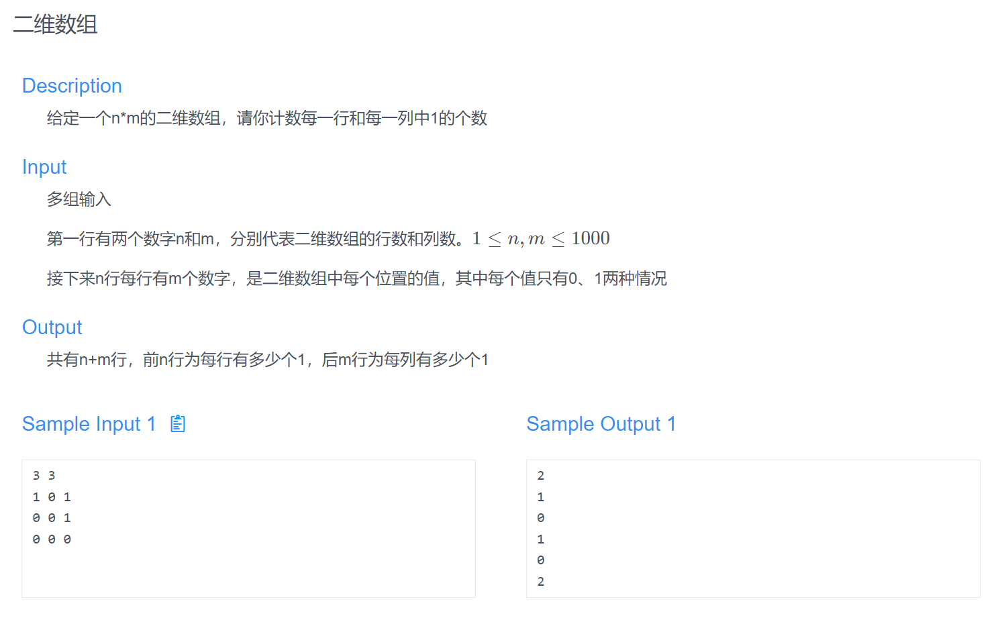 二维数组
Description
给定一个n*m的二维数组，请你计数每一行和每一列中1的个数
Input
多组输入
第一行有两个数字n和m，分别代表二维数组的行数和列数。1 ≤ n, m ≤ 1000
接下来n行每行有m个数字，是二维数组中每个位置的值，其中每个值只有0、1两种情况
Output
共有n+m行，前n行为每行有多少个1，后m行为每列有多少个1
Sample Input 1
3 3
1 0 1
0 0 1
0 0 0
Sample Output 1
2
1
0
1
0
2